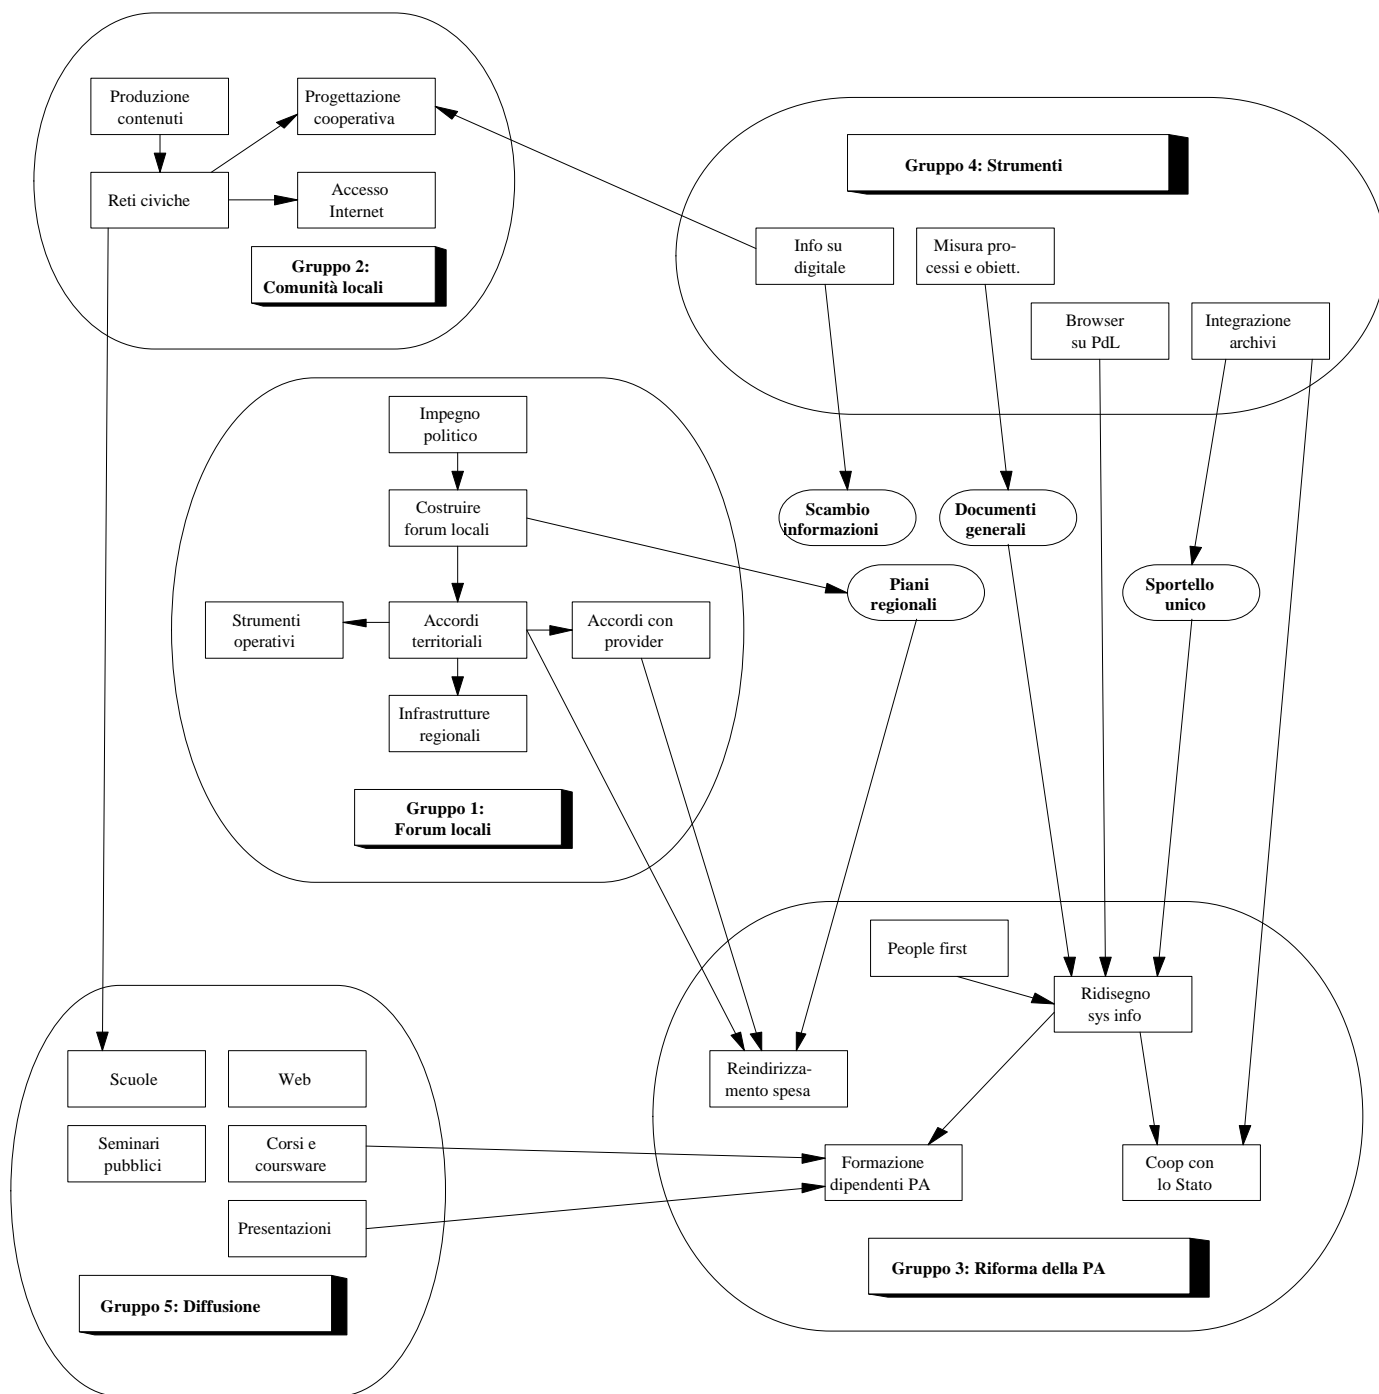 Produzione
contenuti
Progettazione
cooperativa
Reti civiche
Accesso
Internet
Gruppo 2:
Comunità locali
Gruppo 4: Strumenti
Info su
digitale
Misura pro-
cessi e obiett.
Browser
su PdL
Integrazione
archivi
Impegno
politico
Costruire
forum locali
Strumenti
operativi
Accordi
territoriali
Accordi con
provider
Infrastrutture
regionali
Gruppo 1:
Forum locali
Scambio
informazioni
Documenti
generali
Piani
regionali
Sportello
unico
People first
Ridisegno
sys info
Reindirizza-
mento spesa
Formazione
dipendenti PA
Coop con
lo Stato
Gruppo 3: Riforma della PA
Scuole
Web
Seminari
pubblici
Corsi e
coursware
Presentazioni
Gruppo 5: Diffusione